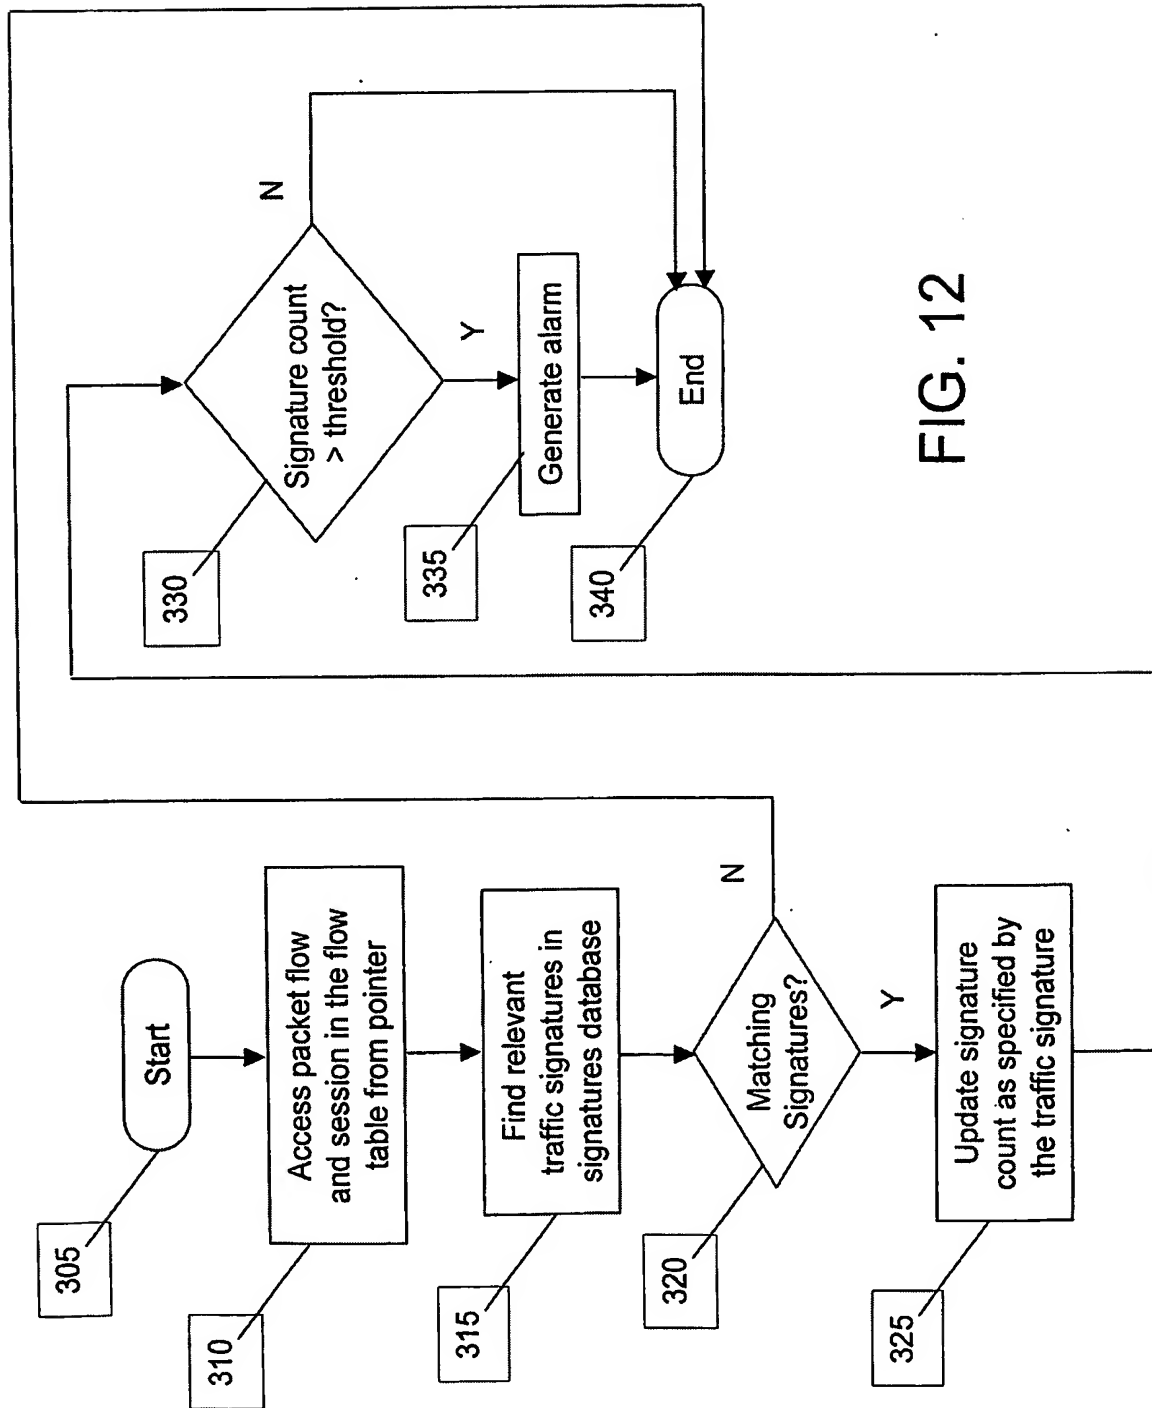 305
Start
310
Access packet flow
and session in the flow
table from pointer
315
Find relevant
traffic signatures in
signatures database
320
Matching
Signatures?
N
Y
325
Update signature
count as specified by
the traffic signature
330
Signature count
> threshold?
N
Y
335
Generate alarm
340
End
FIG. 12